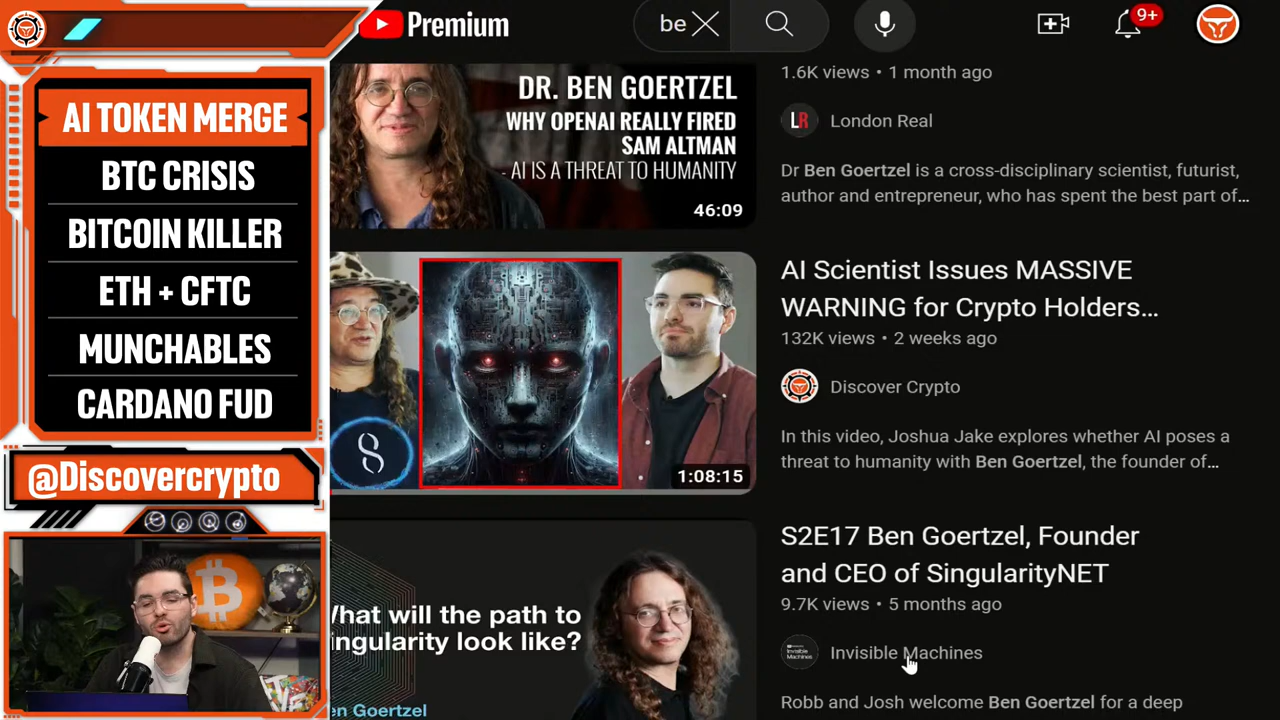 AI TOKEN MERGE
BTC CRISIS
BITCOIN KILLER
ETH + CFTC
MUNCHABLES
CARDANO FUD
@Discovercrypto
Premium
be
9+
DR. BEN GOERTZEL
WHY OPENAI REALLY FIRED
SAM ALTMAN
- AI IS A THREAT TO HUMANITY
46:09
1.6K views • 1 month ago
LR
London Real
Dr Ben Goertzel is a cross-disciplinary scientist, futurist,
author and entrepreneur, who has spent the best part of...
1:08:15
AI Scientist Issues MASSIVE
WARNING for Crypto Holders...
132K views • 2 weeks ago
Discover Crypto
In this video, Joshua Jake explores whether AI poses a
threat to humanity with Ben Goertzel, the founder of...
What will the path to
singularity look like?
Ben Goertzel
S2E17 Ben Goertzel, Founder
and CEO of SingularityNET
9.7K views • 5 months ago
Invisible Machines
Invisible Machines
Robb and Josh welcome Ben Goertzel for a deep